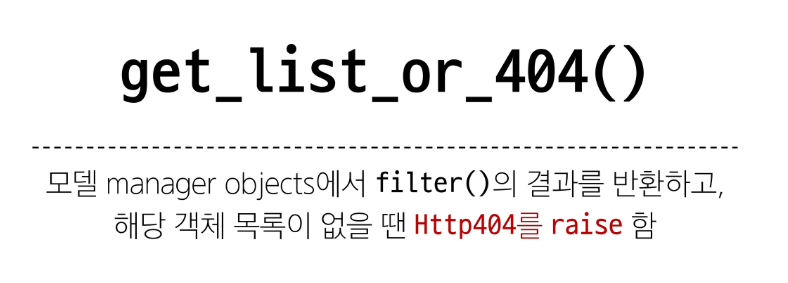 get_list_or_404()
모델 manager objects에서 filter()의 결과를 반환하고,
해당 객체 목록이 없을 땐 Http404를 raise 함